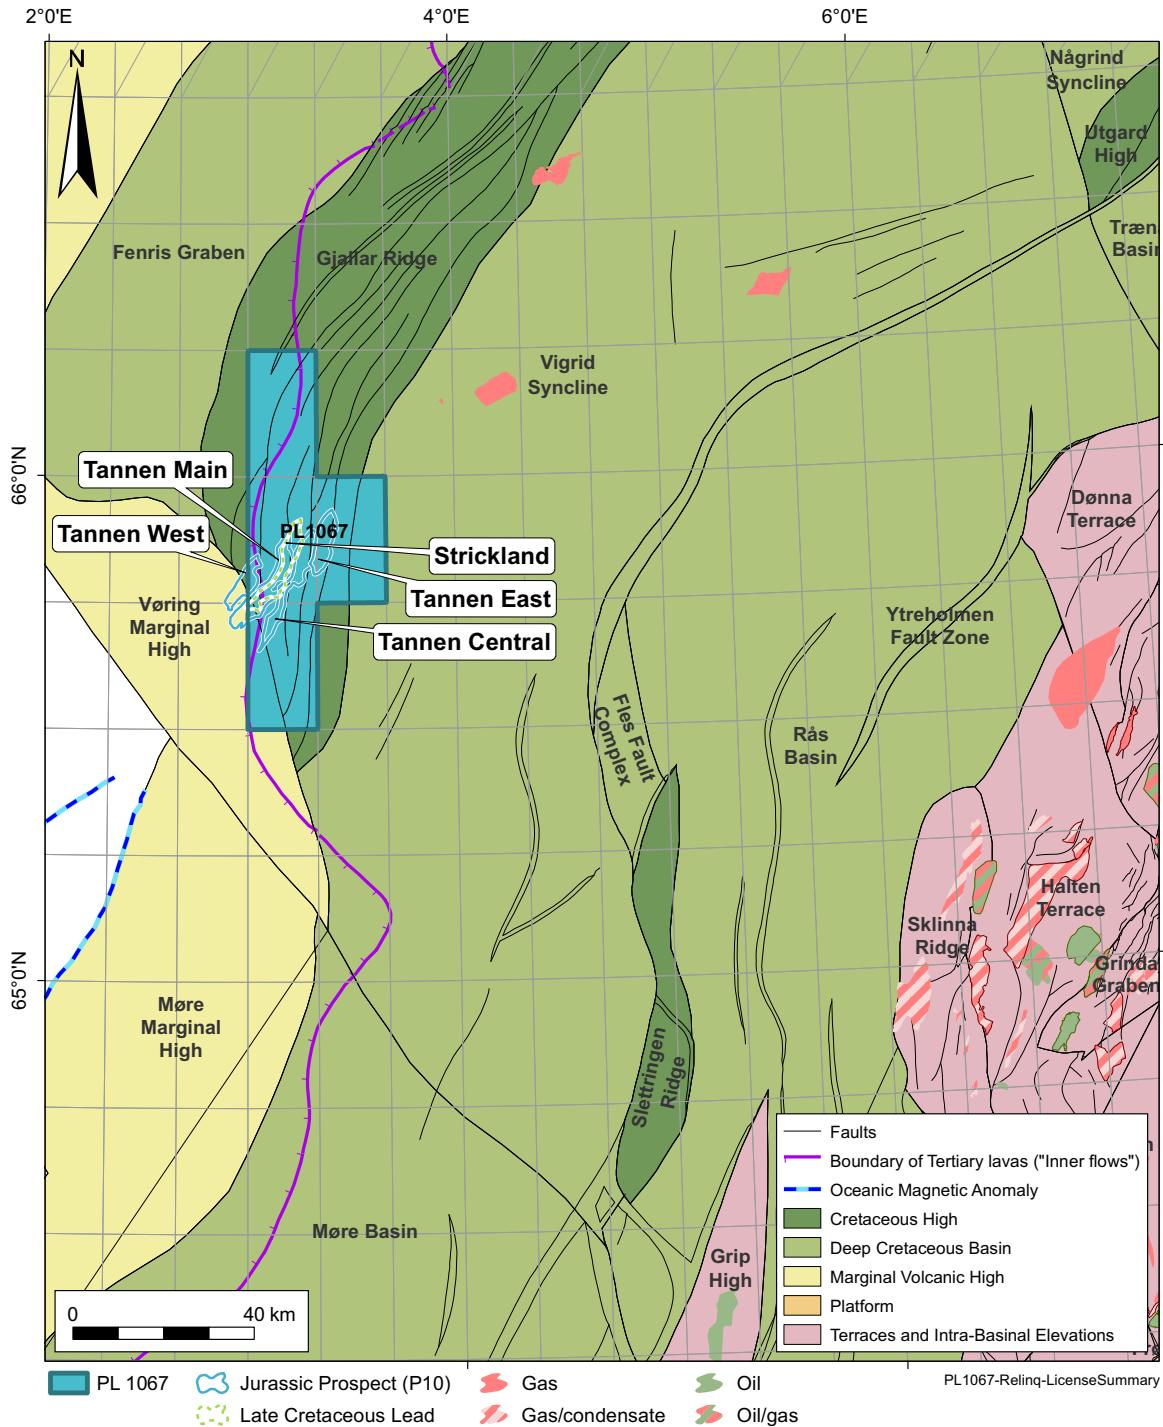 2°0'E
4°0'E
6°0'E
N
Någrind
Syncline
Utgard
High
Fenris Graben
Gjallar Ridge
Vigrid
Syncline
66°0'N
Tannen Main
Tannen West
PL1067
Strickland
Tannen East
Tannen Central
Dønna
Terrace
Vøring
Marginal
High
Ytreholmen
Fault Zone
Fles Fault
Complex
Rås
Basin
Halten
Terrace
Sklinna
Ridge
Graben
65°0'N
Møre
Marginal
High
Slettringen
Ridge
Møre Basin
Grip
High
Faults
Boundary of Tertiary lavas ("Inner flows")
Oceanic Magnetic Anomaly
Cretaceous High
Deep Cretaceous Basin
Marginal Volcanic High
Platform
Terraces and Intra-Basinal Elevations
0 40 km
PL 1067
Jurassic Prospect (P10)
Gas
Oil
PL1067-Relinq-LicenseSummary
Late Cretaceous Lead
Gas/condensate
Oil/gas